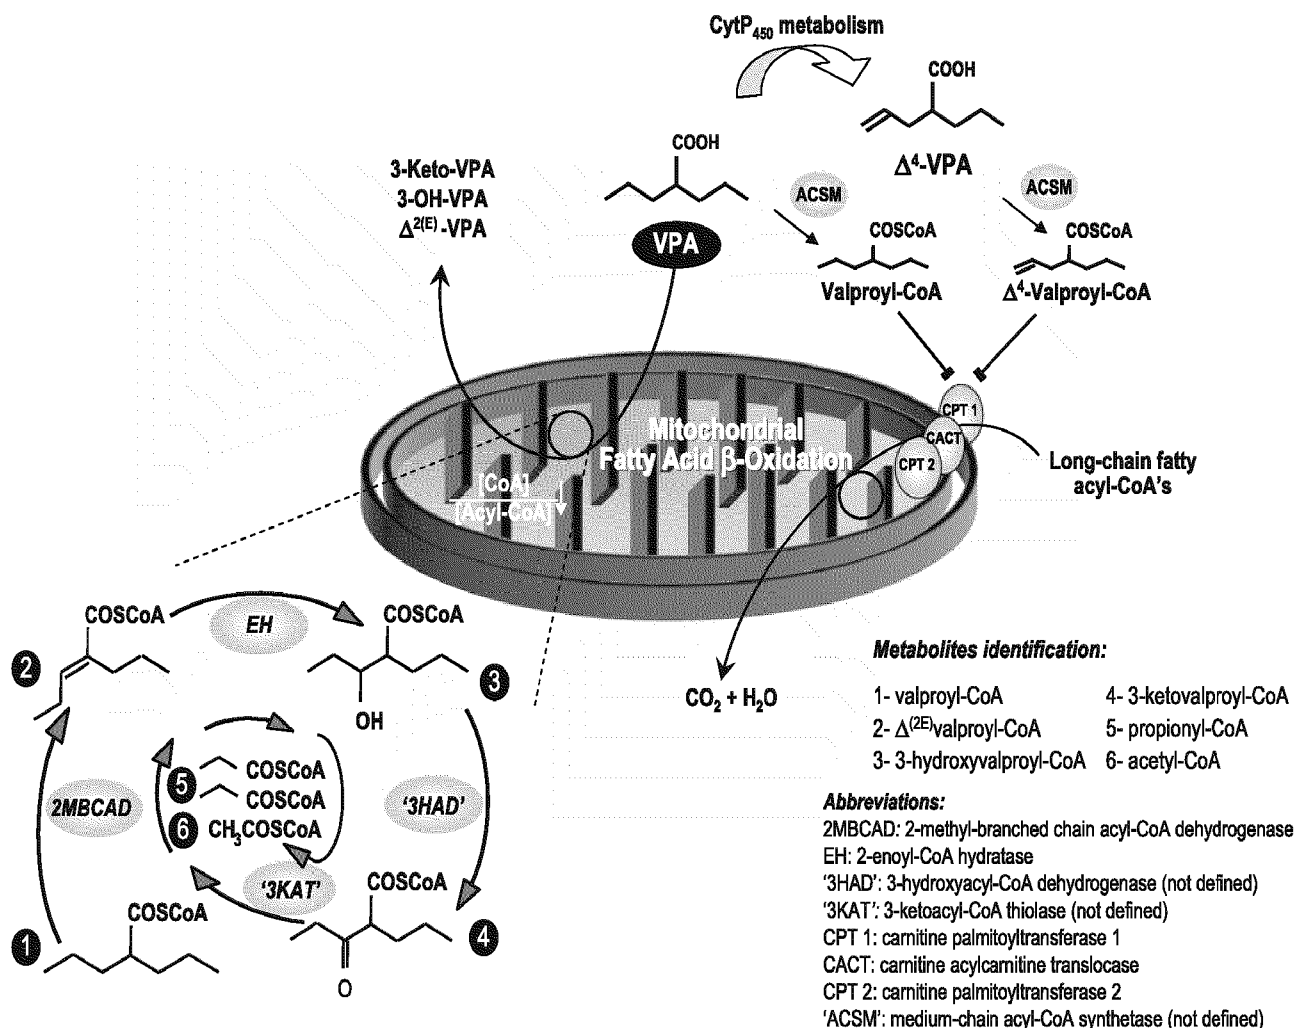 CytP450 metabolism
COOH
Δ4-VPA
COOH
3-Keto-VPA
3-OH-VPA
Δ2(E) -VPA
VPA
ACSM
ACSM
COSCoA
Valproyl-CoA
COSCoA
Δ4-Valproyl-CoA
CPT 1
CACT
CPT 2
Mitochondrial
Fatty Acid β-Oxidation
[CoA]
[Acyl-CoA]
Long-chain fatty
acyl-CoA's
CO2 + H2O
COSCoA
EH
COSCoA
2
3
OH
2MBCAD
5
COSCoA
COSCoA
6
CH3COSCoA
'3HAD'
'3KAT'
COSCoA
COSCoA
1
4
O
Metabolites identification:
1- valproyl-CoA
2- Δ(2E)valproyl-CoA
3- 3-hydroxyvalproyl-CoA
4- 3-ketovalproyl-CoA
5- propionyl-CoA
6- acetyl-CoA
Abbreviations:
2MBCAD: 2-methyl-branched chain acyl-CoA dehydrogenase
EH: 2-enoyl-CoA hydratase
'3HAD': 3-hydroxyacyl-CoA dehydrogenase (not defined)
'3KAT': 3-ketoacyl-CoA thiolase (not defined)
CPT 1: carnitine palmitoyltransferase 1
CACT: carnitine acylcarnitine translocase
CPT 2: carnitine palmitoyltransferase 2
'ACSM': medium-chain acyl-CoA synthetase (not defined)